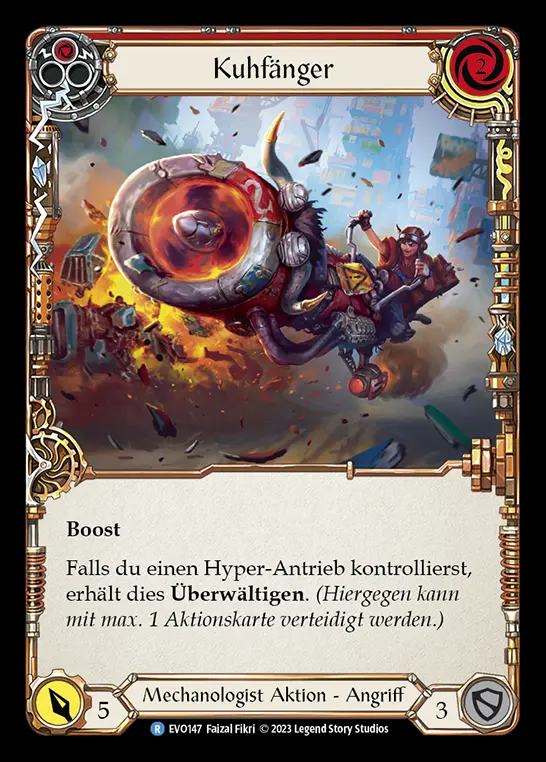 Kuhfänger
2
Boost
Falls du einen Hyper-Antrieb kontrollierst,
erhält dies Überwältigen. (Hiergegen kann
mit max. 1 Aktionskarte verteidigt werden.)
5
Mechanologist Aktion - Angriff
3
R EVO147 Faizal Fikri © 2023 Legend Story Studios